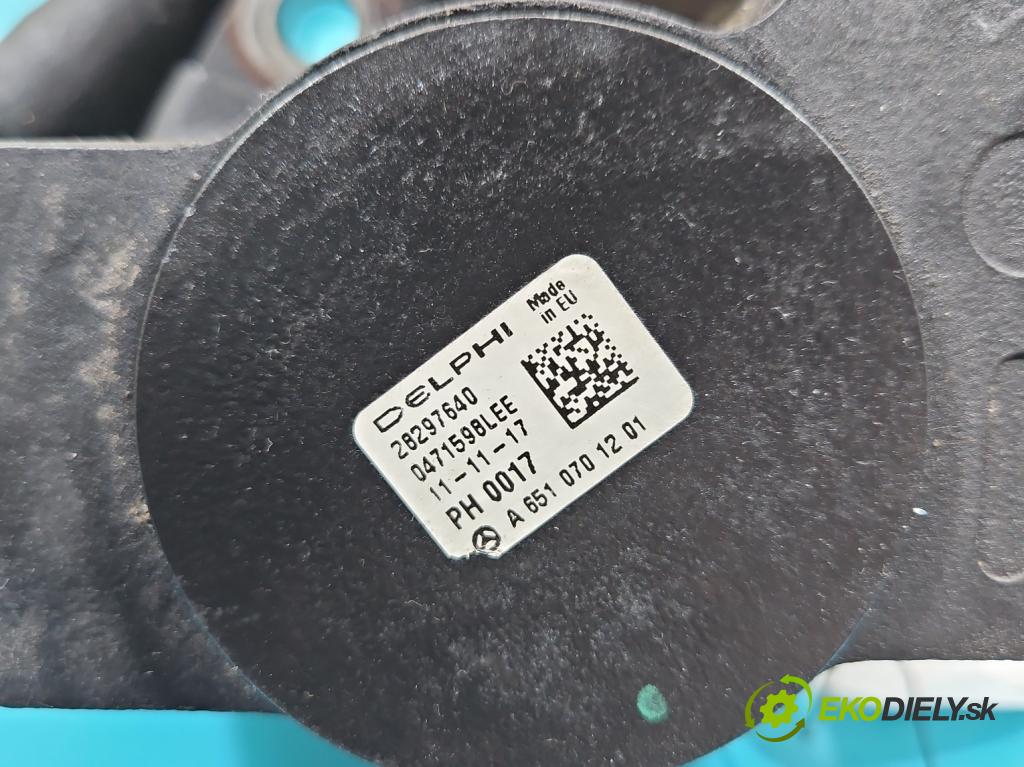 DELPHI
Made
in EU
28297640
0471598LEE
11-11-17
PH 0017
A 651 070 12 01
EKODIELY.sk